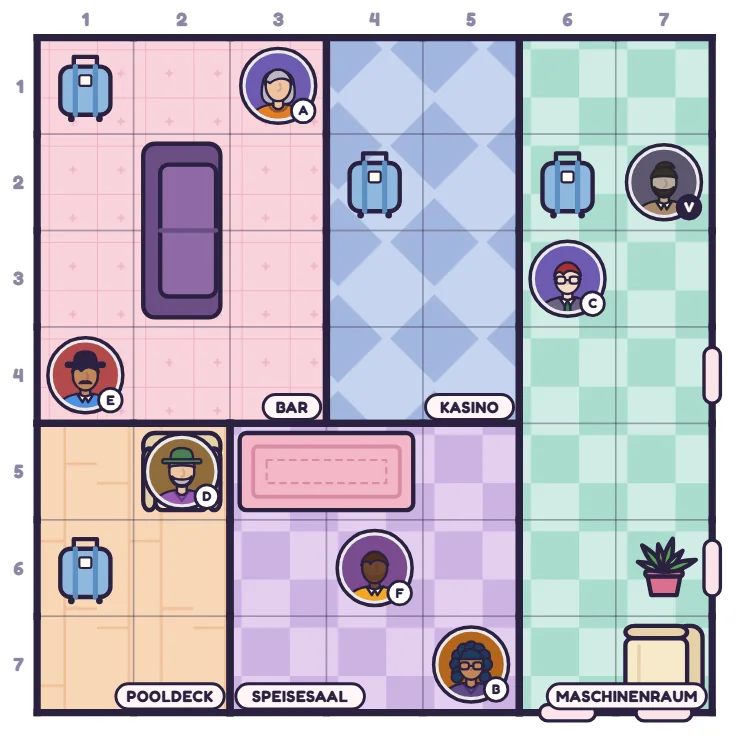 1 2 3 4 5 6 7
1
A
2
V
3
C
4
E
BAR
KASINO
5
D
6
F
7
B
POOLDECK
SPEISESAAL
MASCHINENRAUM